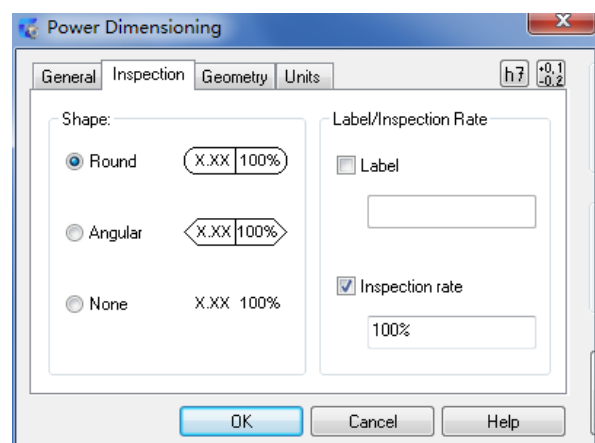 Power Dimensioning
General Inspection Geometry Units
h7 +0.1 -0.2
Shape:
Round X.XX 100%
Angular X.XX 100%
None X.XX 100%
Label/Inspection Rate
Label
Inspection rate
100%
OK Cancel Help